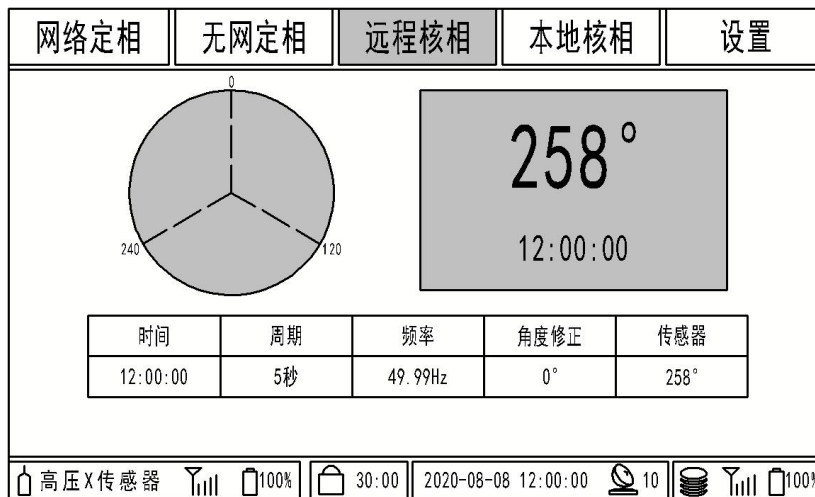 网络定相 无网定相 远程核相 本地核相 设置
0
240 120
258°
12:00:00
时间 周期 频率 角度修正 传感器
12:00:00 5秒 49.99Hz 0° 258°
高压X传感器 100% 30:00 2020-08-08 12:00:00 10 100%